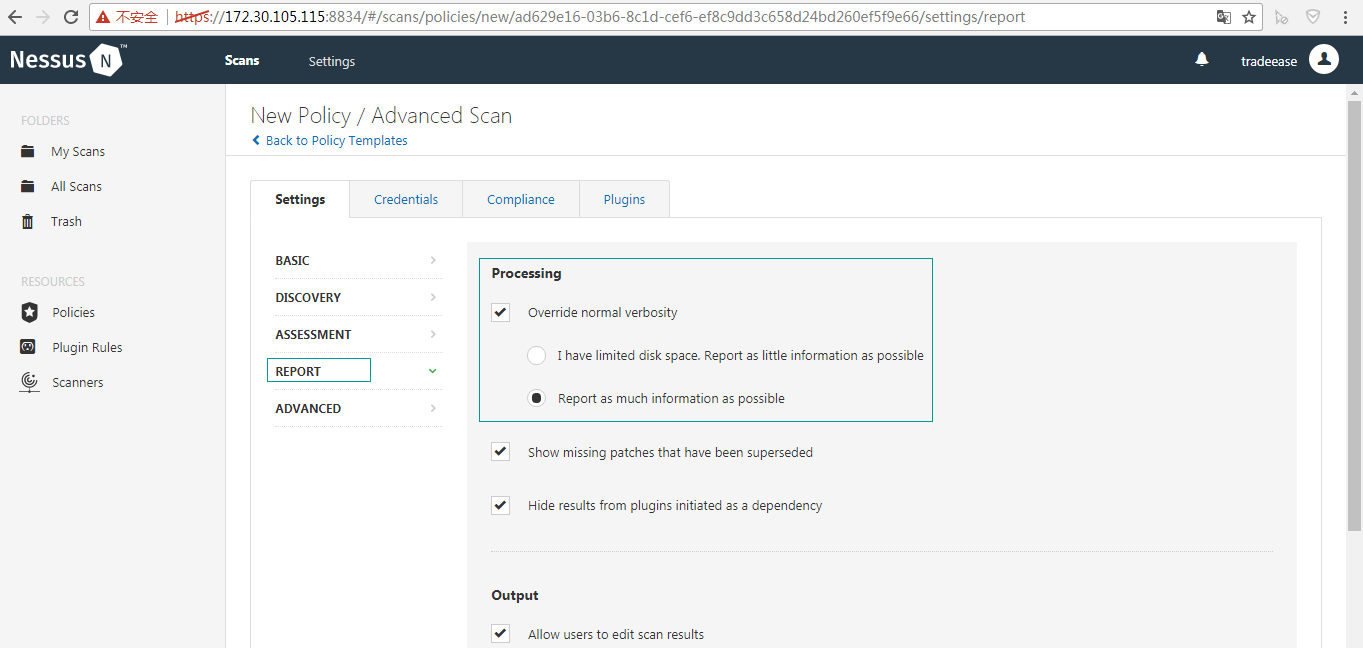 不安全 https://172.30.105.115:8834/#/scans/policies/new/ad629e16-03b6-8c1d-cef6-ef8c9dd3c658d24bd260ef5f9e66/settings/report
Nessus N ™ Scans Settings tradeease
FOLDERS
My Scans
All Scans
Trash
RESOURCES
Policies
Plugin Rules
Scanners
New Policy / Advanced Scan
Back to Policy Templates
Settings Credentials Compliance Plugins
BASIC
DISCOVERY
ASSESSMENT
REPORT
ADVANCED
Processing
Override normal verbosity
I have limited disk space. Report as little information as possible
Report as much information as possible
Show missing patches that have been superseded
Hide results from plugins initiated as a dependency
Output
Allow users to edit scan results